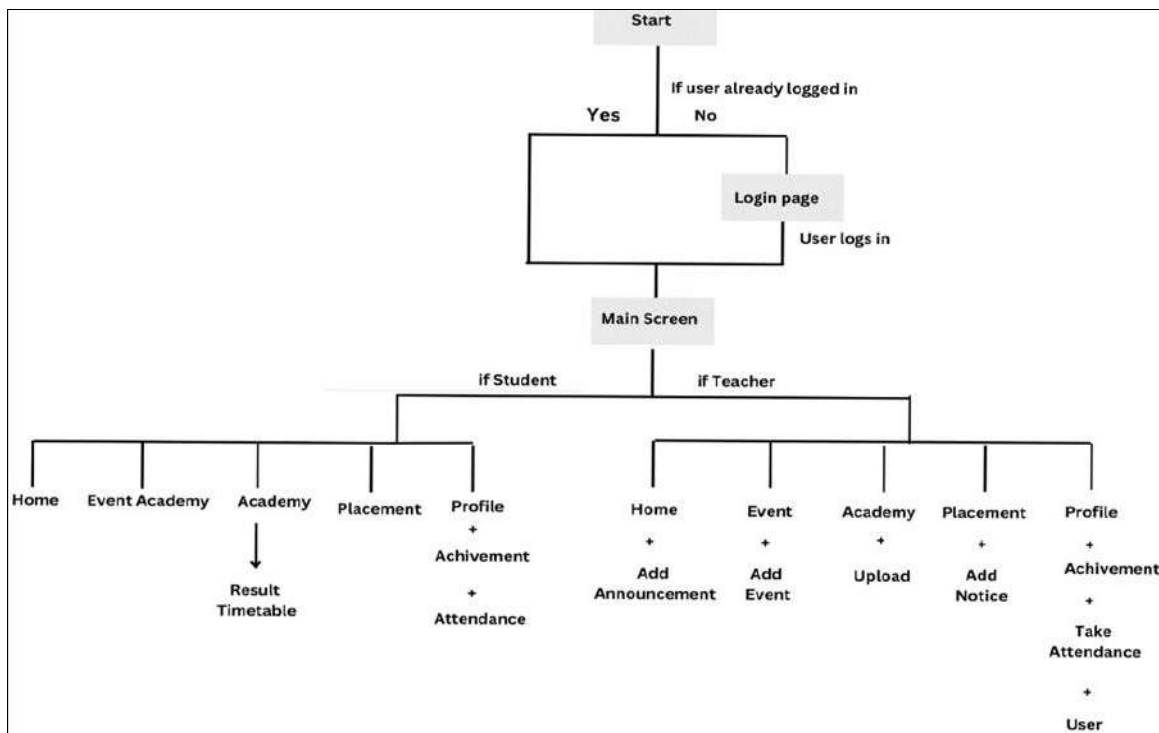 Start
If user already logged in
Yes
No
Login page
User logs in
Main Screen
if Student
if Teacher
Home
Event Academy
Academy
Placement
Profile
+
Achivement
+
Attendance
Result
Timetable
Home
+
Add
Announcement
Event
+
Add
Event
Academy
+
Upload
Placement
+
Add
Notice
Profile
+
Achivement
+
Take
Attendance
+
User